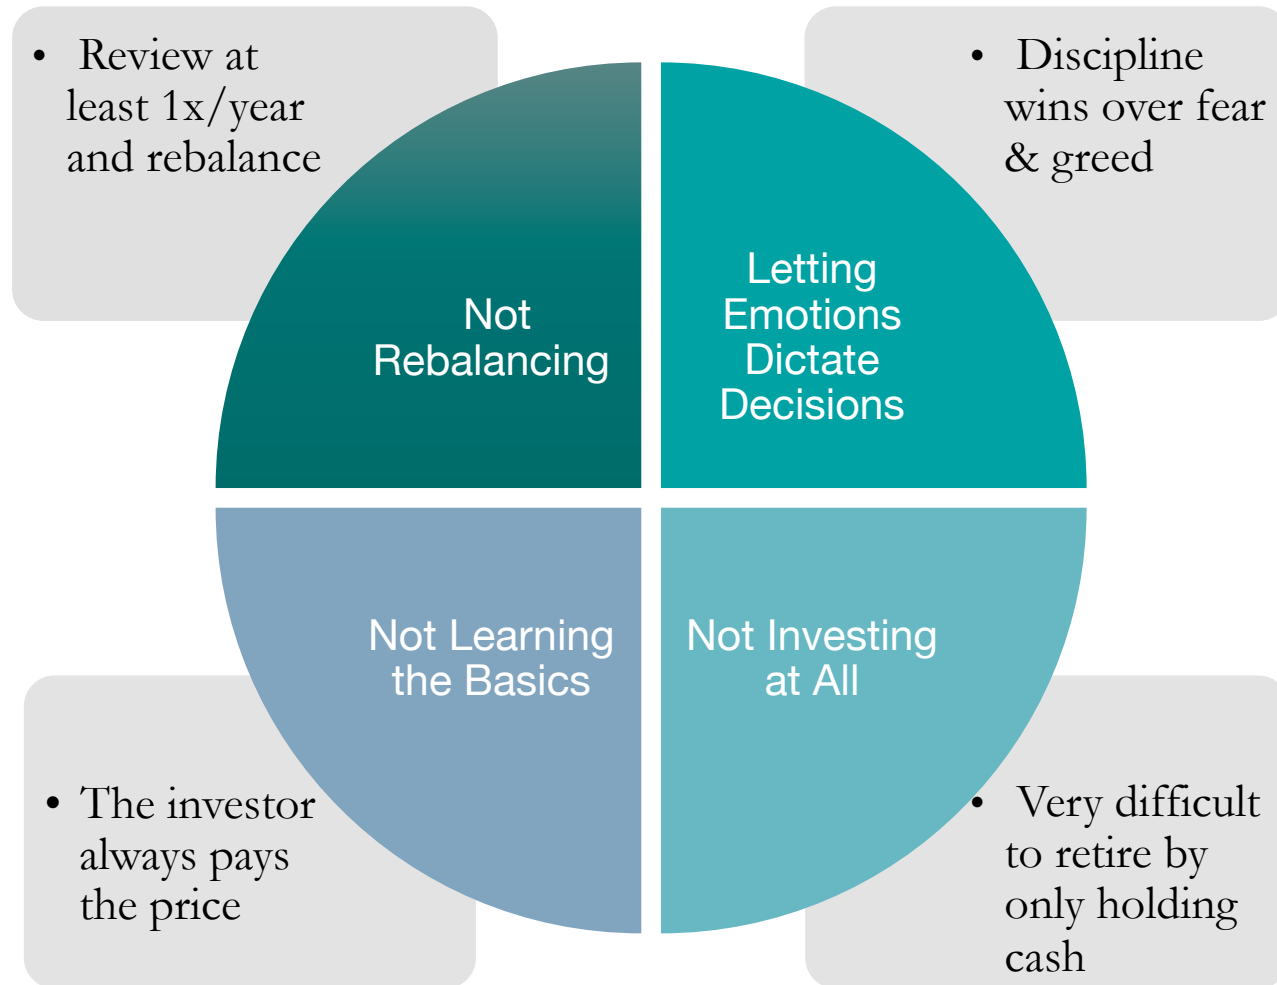 • Review at
least 1x/year
and rebalance
• Discipline
wins over fear
& greed
Not
Rebalancing
Letting
Emotions
Dictate
Decisions
Not Learning
the Basics
Not Investing
at All
• The investor
always pays
the price
• Very difficult
to retire by
only holding
cash